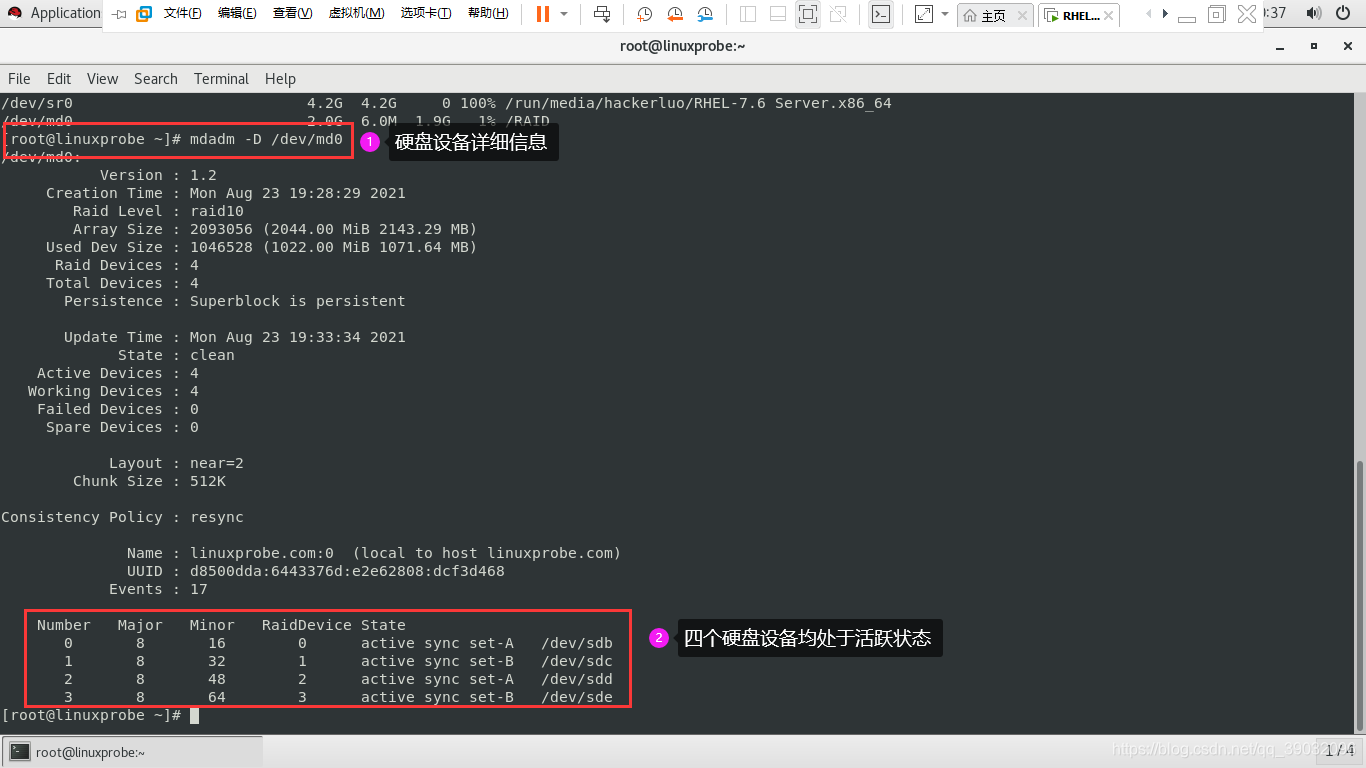 Application 文件(F) 编辑(E) 查看(V) 虚拟机(M) 选项卡(T) 帮助(H) 主页 RHEL... :37
root@linuxprobe:~
File Edit View Search Terminal Help
/dev/sr0 4.2G 4.2G 0 100% /run/media/hackerluo/RHEL-7.6 Server.x86_64
/dev/md0 2.0G 6.0M 1.9G 1% /RAID
[root@linuxprobe ~]# mdadm -D /dev/md0
1 硬盘设备详细信息
/dev/md0:
Version : 1.2
Creation Time : Mon Aug 23 19:28:29 2021
Raid Level : raid10
Array Size : 2093056 (2044.00 MiB 2143.29 MB)
Used Dev Size : 1046528 (1022.00 MiB 1071.64 MB)
Raid Devices : 4
Total Devices : 4
Persistence : Superblock is persistent
Update Time : Mon Aug 23 19:33:34 2021
State : clean
Active Devices : 4
Working Devices : 4
Failed Devices : 0
Spare Devices : 0
Layout : near=2
Chunk Size : 512K
Consistency Policy : resync
Name : linuxprobe.com:0 (local to host linuxprobe.com)
UUID : d8500dda:6443376d:e2e62808:dcf3d468
Events : 17
Number Major Minor RaidDevice State
0 8 16 0 active sync set-A /dev/sdb
1 8 32 1 active sync set-B /dev/sdc
2 8 48 2 active sync set-A /dev/sdd
3 8 64 3 active sync set-B /dev/sde
2 四个硬盘设备均处于活跃状态
[root@linuxprobe ~]#
root@linuxprobe:~
1 / 4